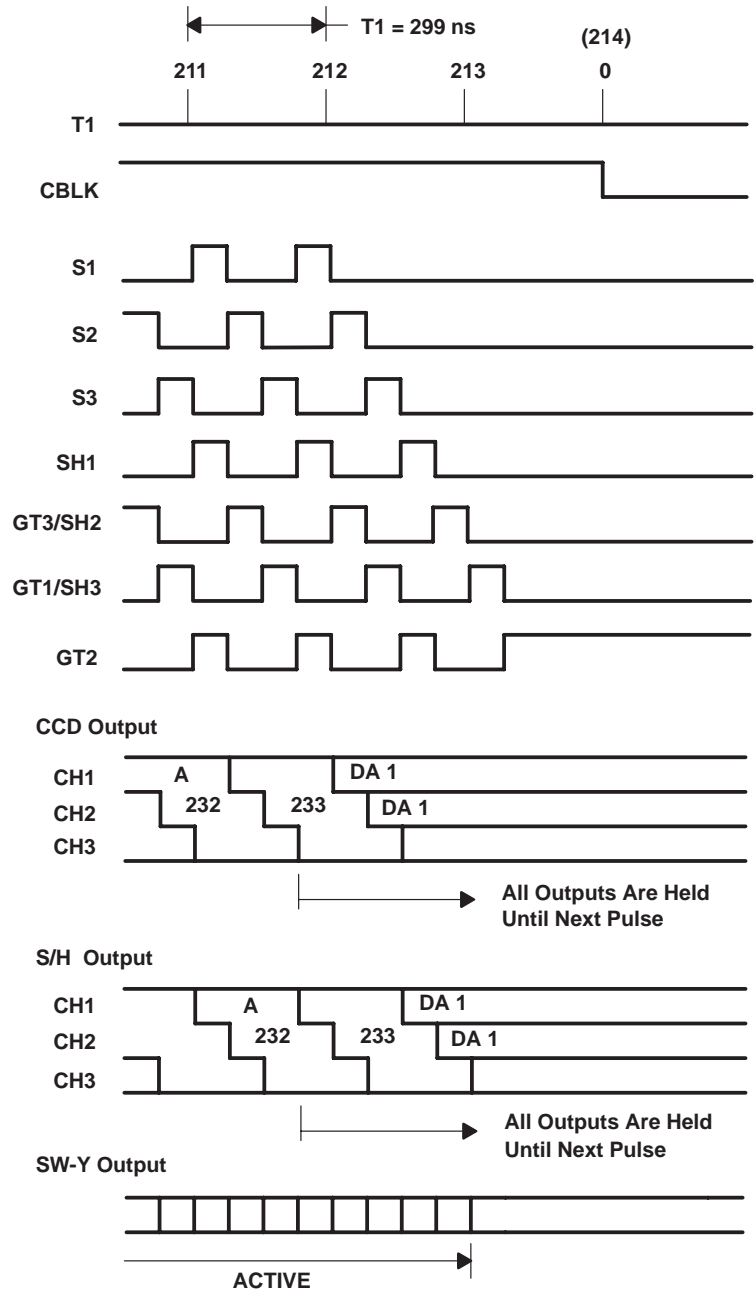 T1 = 299 ns
(214)
211 212 213 0
T1
CBLK
S1
S2
S3
SH1
GT3/SH2
GT1/SH3
GT2
CCD Output
CH1 A DA 1
CH2 232 233 DA 1
CH3
All Outputs Are Held
Until Next Pulse
S/H Output
CH1 A DA 1
CH2 232 233 DA 1
CH3
All Outputs Are Held
Until Next Pulse
SW-Y Output
ACTIVE